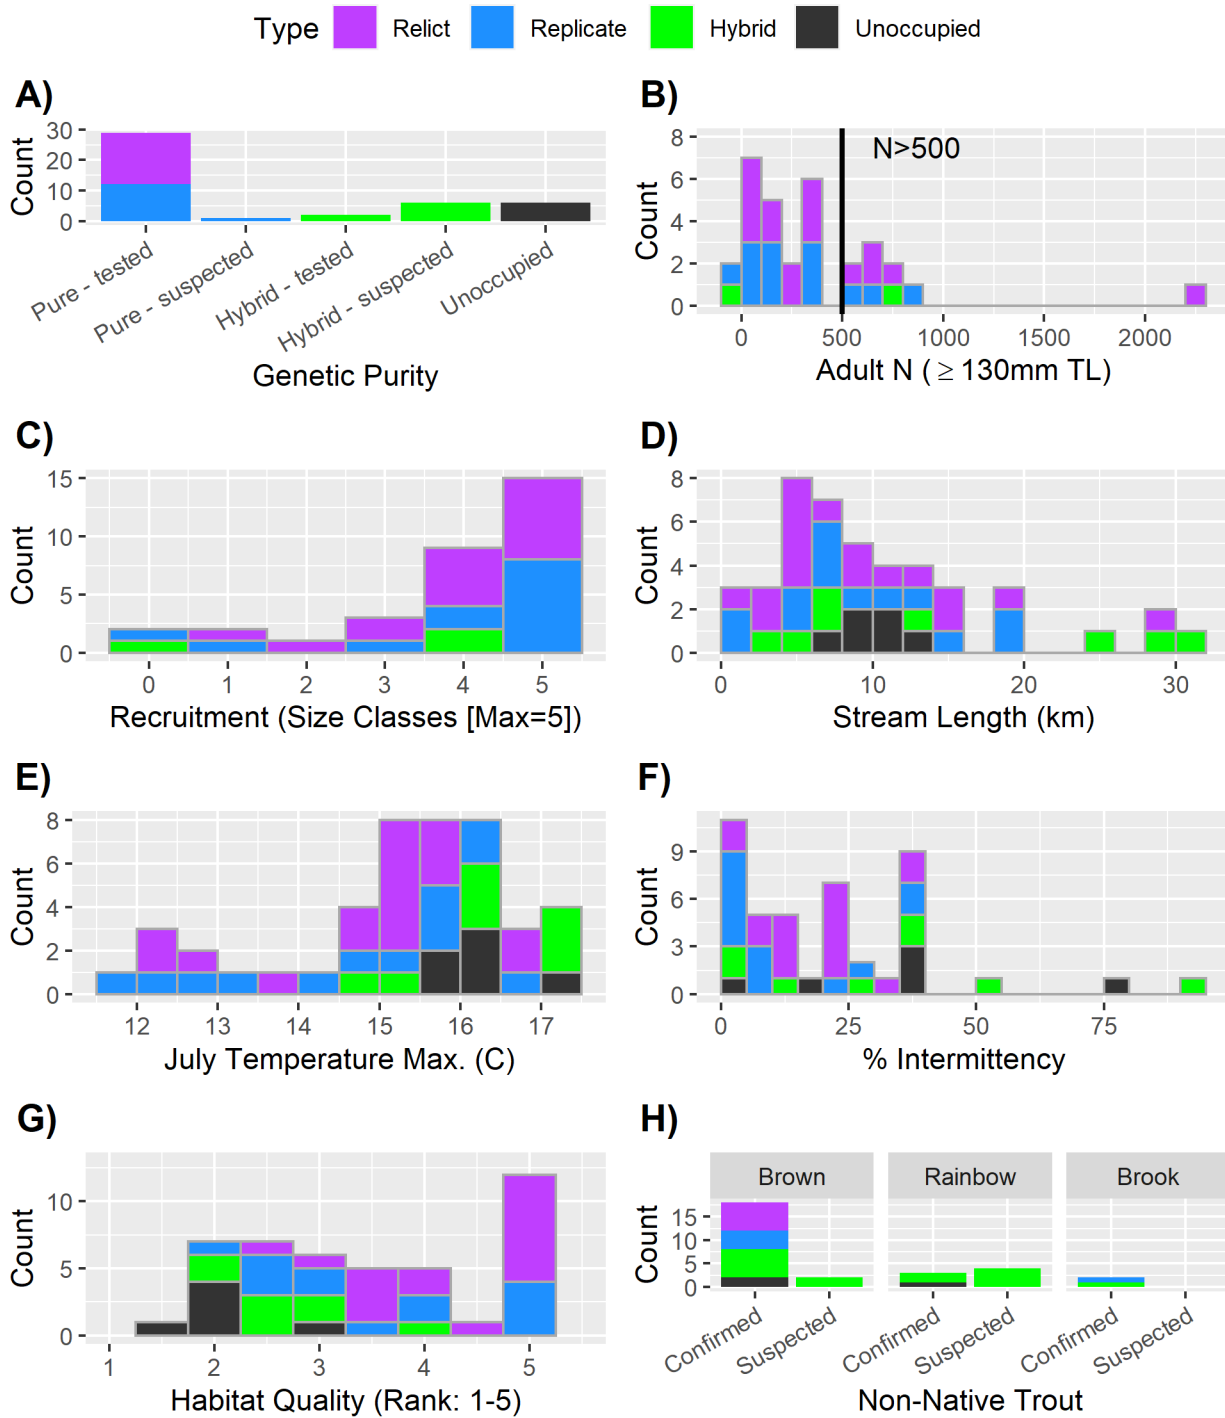 Type Relict Replicate Hybrid Unoccupied
A)
Count
30
20
10
0
Pure - tested
Pure - suspected
Hybrid - tested
Hybrid - suspected
Unoccupied
Genetic Purity
B)
Count
8
6
4
2
0
N>500
0 500 1000 1500 2000
Adult N ( ≥ 130mm TL)
C)
Count
15
10
5
0
0 1 2 3 4 5
Recruitment (Size Classes [Max=5])
D)
Count
8
6
4
2
0
0 10 20 30
Stream Length (km)
E)
Count
8
6
4
2
0
12 13 14 15 16 17
July Temperature Max. (C)
F)
Count
9
6
3
0
0 25 50 75
% Intermittency
G)
Count
10
5
0
1 2 3 4 5
Habitat Quality (Rank: 1-5)
H)
Brown Rainbow Brook
Count
15
10
5
0
Confirmed
Suspected
Confirmed
Suspected
Confirmed
Suspected
Non-Native Trout